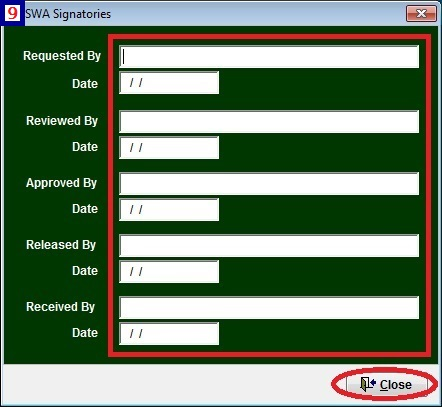 9 SWA Signatories
Requested By
Date / /
Reviewed By
Date / /
Approved By
Date / /
Released By
Date / /
Received By
Date / /
Close